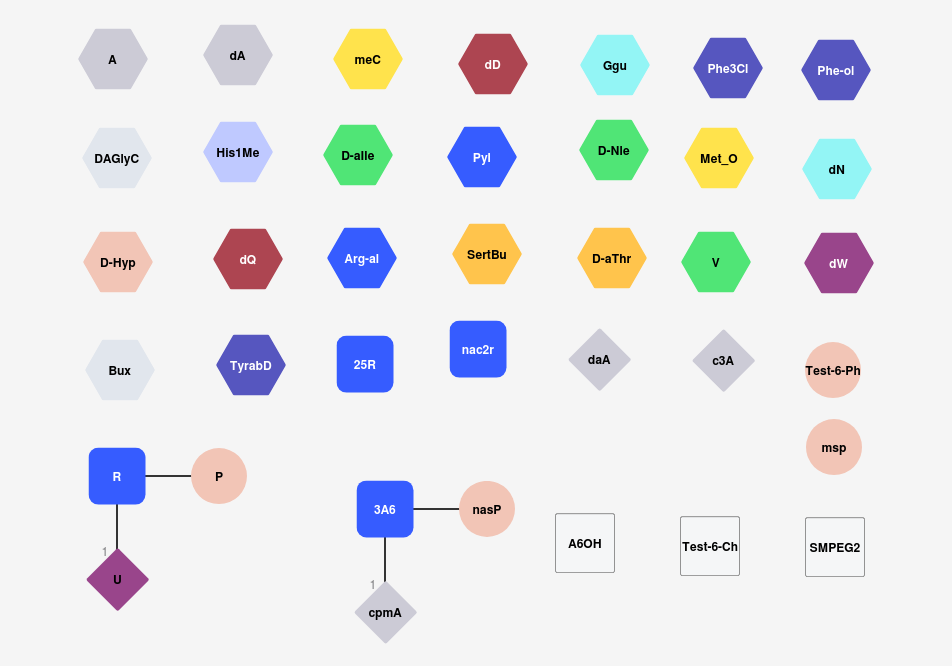 A
dA
meC
dD
Ggu
Phe3Cl
Phe-ol
DAGlyC
His1Me
D-aIle
Pyl
D-Nle
Met_O
dN
D-Hyp
dQ
Arg-al
SertBu
D-aThr
V
dW
Bux
TyrabD
25R
nac2r
daA
c3A
Test-6-Ph
msp
R
P
1
U
3A6
nasP
1
cpmA
A6OH
Test-6-Ch
SMPEG2